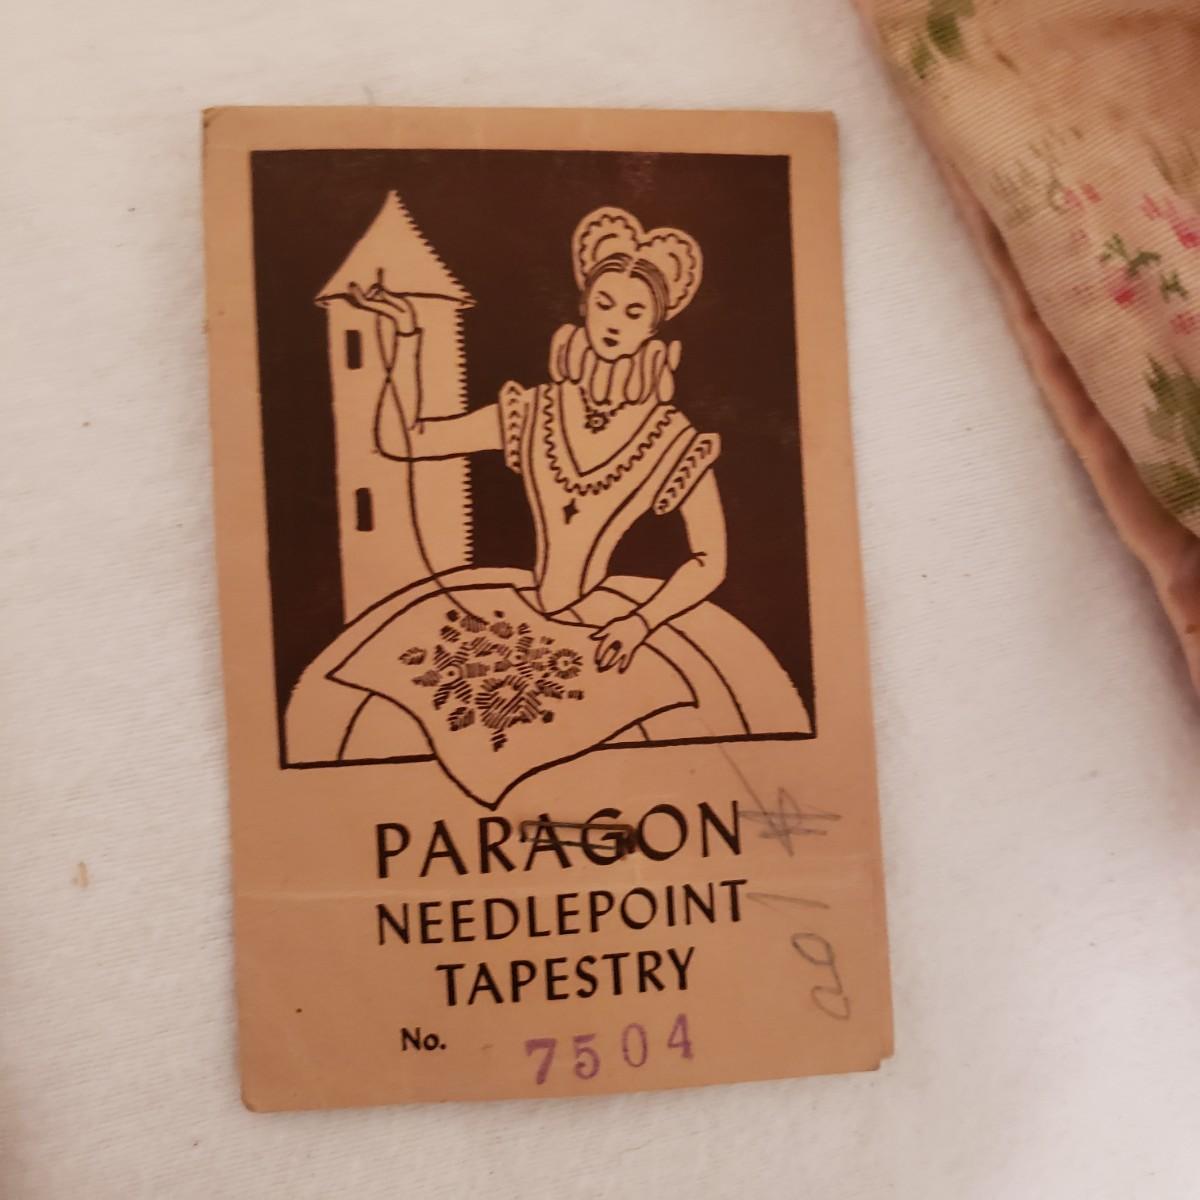 PARAGON
NEEDLEPOINT
TAPESTRY
No. 7504